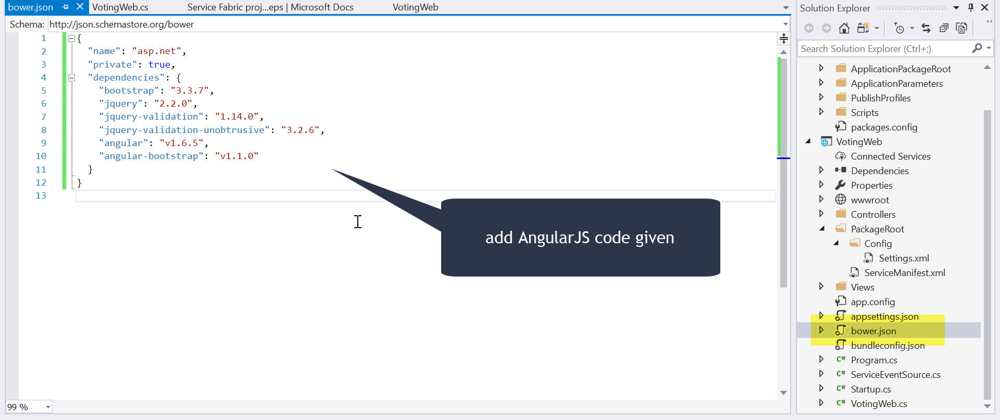 bower.json
VotingWeb.cs
Service Fabric proj...eps | Microsoft Docs
VotingWeb
Schema: http://json.schemastore.org/bower
1 {
2 "name": "asp.net",
3 "private": true,
4 "dependencies": {
5 "bootstrap": "3.3.7",
6 "jquery": "2.2.0",
7 "jquery-validation": "1.14.0",
8 "jquery-validation-unobtrusive": "3.2.6",
9 "angular": "v1.6.5",
10 "angular-bootstrap": "v1.1.0"
11 }
12 }
13
add AngularJS code given
99 %
Solution Explorer
Search Solution Explorer (Ctrl+;)
ApplicationPackageRoot
ApplicationParameters
PublishProfiles
Scripts
packages.config
VotingWeb
Connected Services
Dependencies
Properties
wwwroot
Controllers
PackageRoot
Config
Settings.xml
ServiceManifest.xml
Views
app.config
appsettings.json
bower.json
bundleconfig.json
C# Program.cs
C# ServiceEventSource.cs
C# Startup.cs
C# VotingWeb.cs